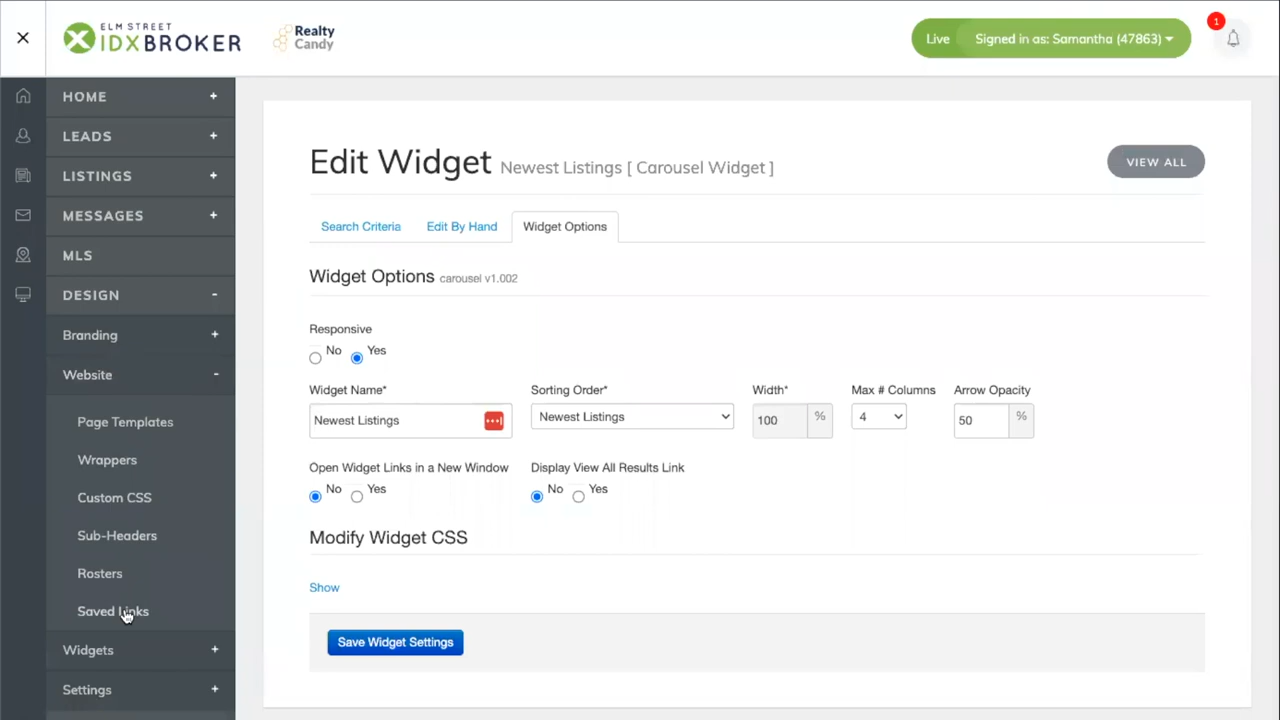 ELM STREET
IDXBROKER
Realty
Candy
Live
Signed in as: Samantha (47863)
1
HOME +
LEADS +
LISTINGS +
MESSAGES +
MLS
DESIGN -
Branding +
Website -
Page Templates
Wrappers
Custom CSS
Sub-Headers
Rosters
Saved Links
Widgets +
Settings +
Edit Widget Newest Listings [ Carousel Widget ]
VIEW ALL
Search Criteria Edit By Hand Widget Options
Widget Options carousel v1.002
Responsive
No Yes
Widget Name* Sorting Order* Width* Max # Columns Arrow Opacity
Newest Listings Newest Listings 100 % 4 50 %
Open Widget Links in a New Window Display View All Results Link
No Yes No Yes
Modify Widget CSS
Show
Save Widget Settings